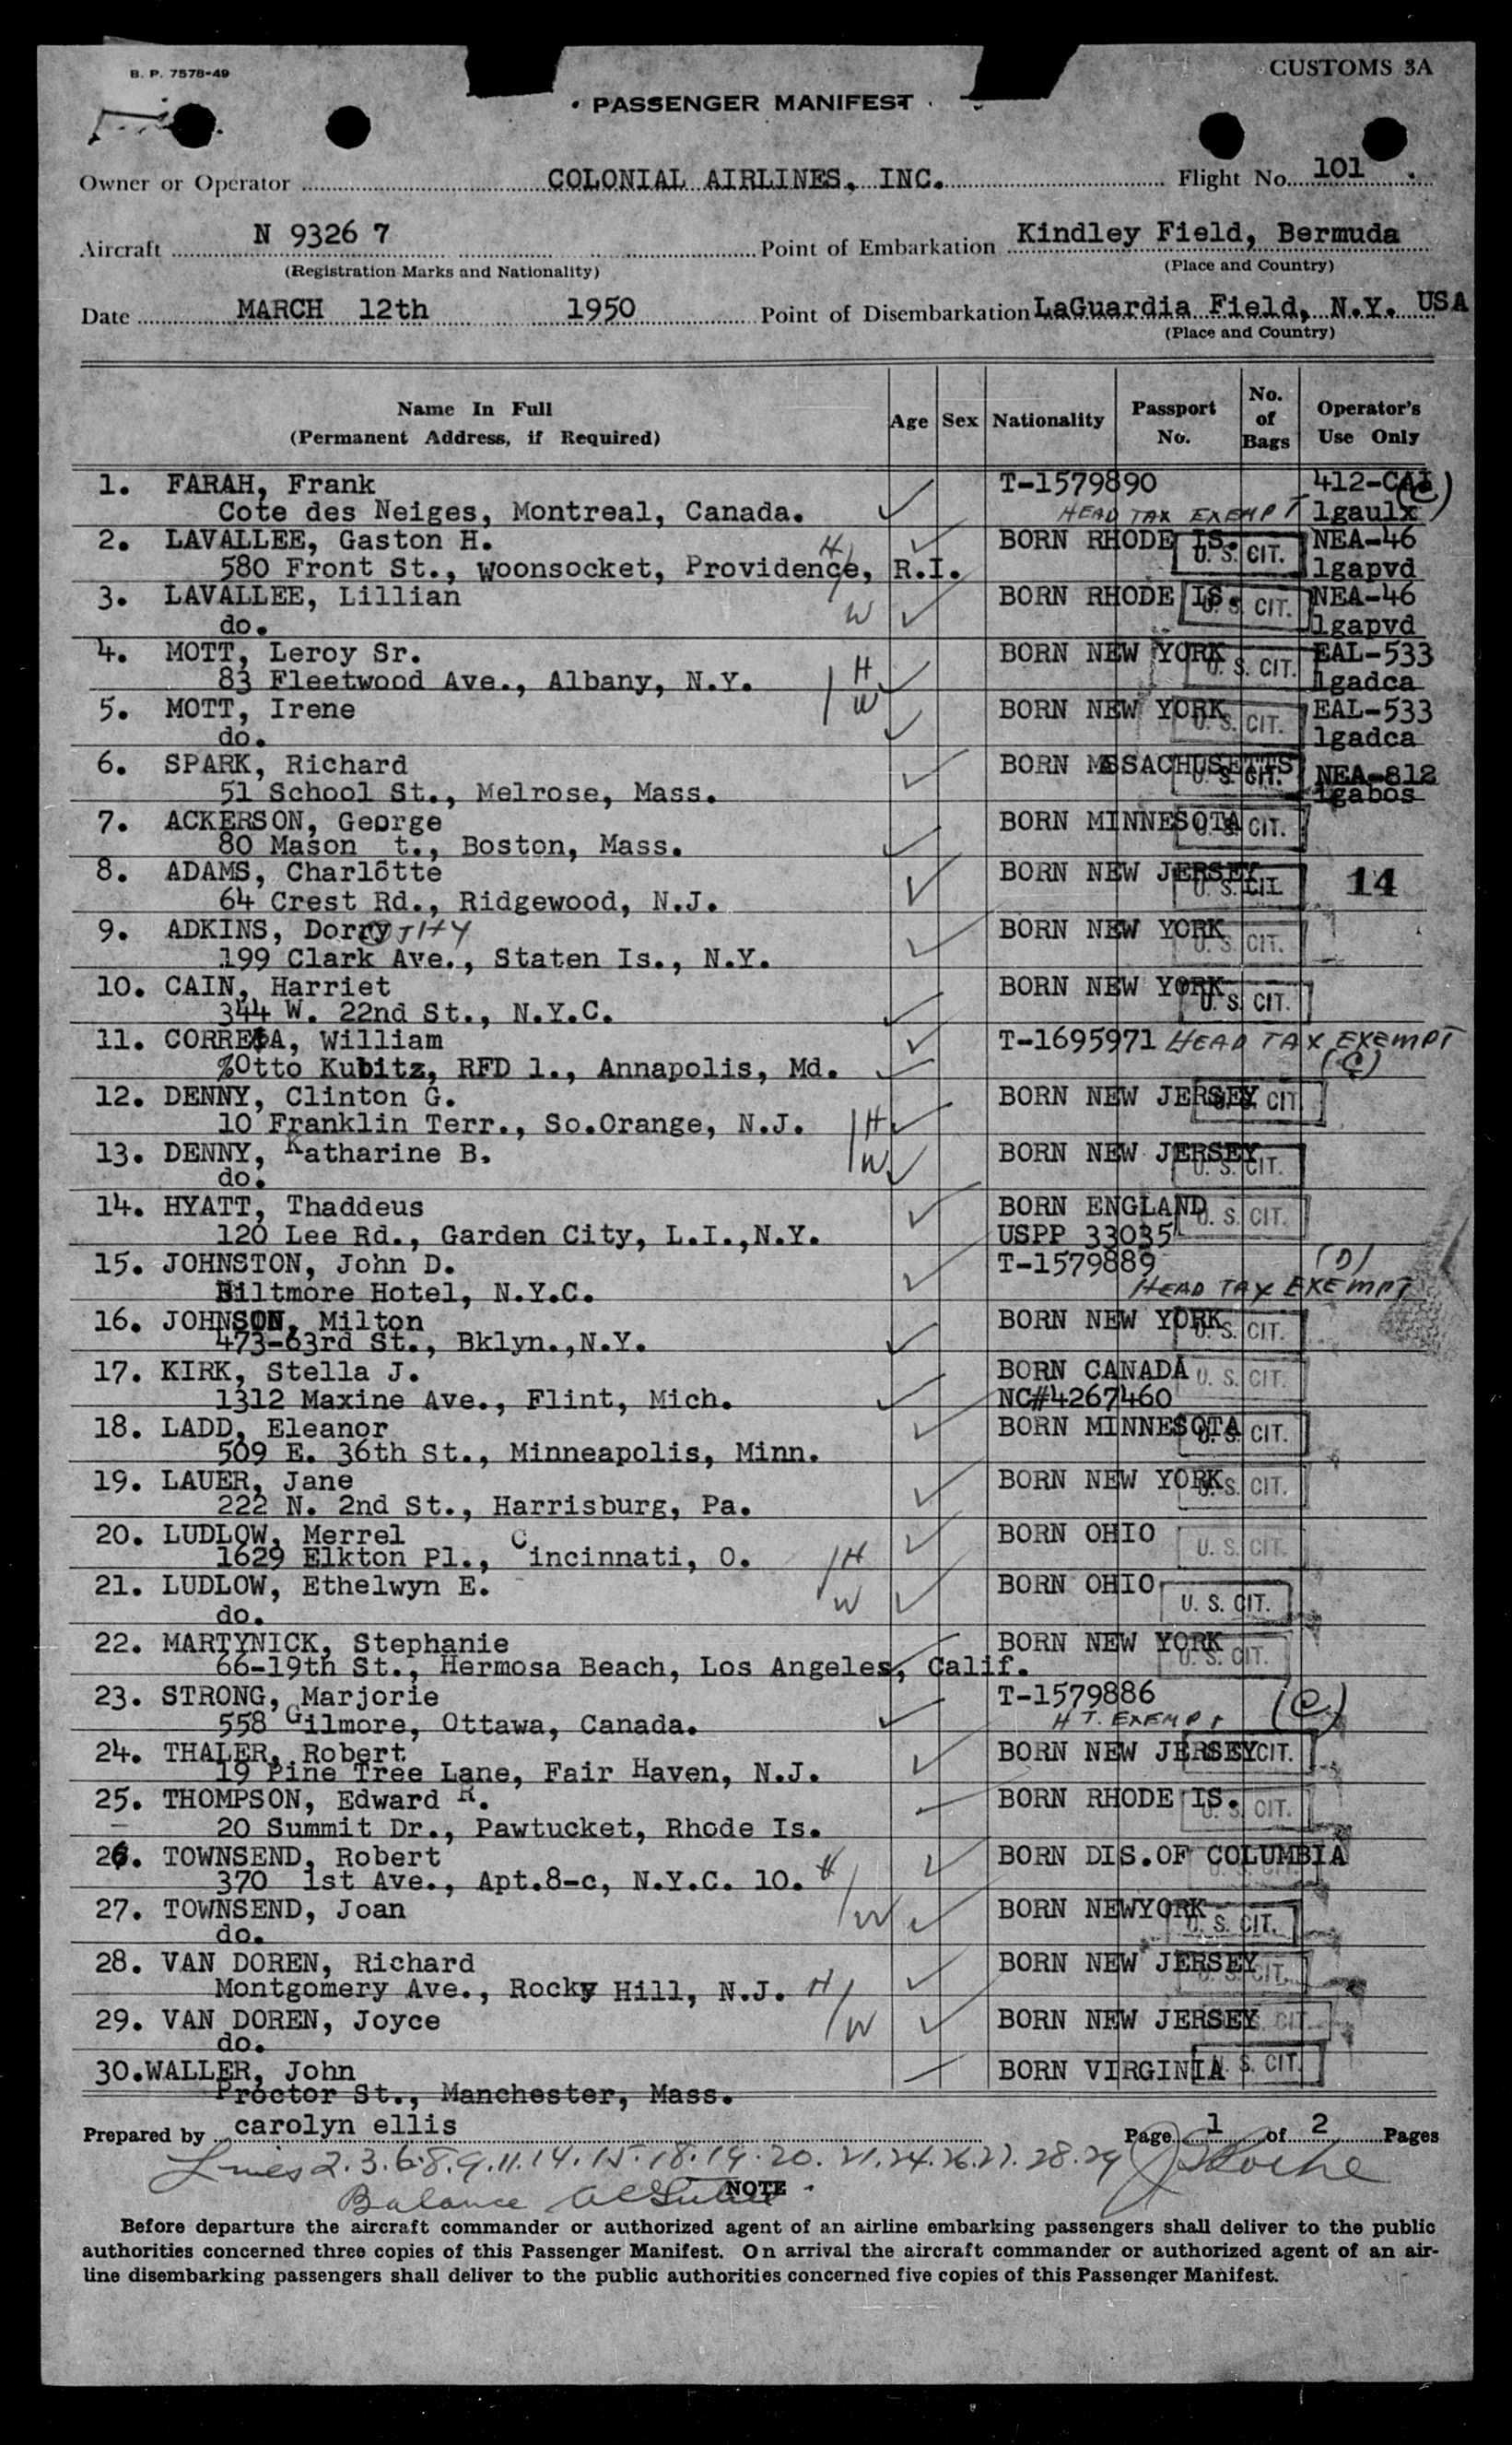 B. P. 7578-49
CUSTOMS 3A
PASSENGER MANIFEST
Owner or Operator COLONIAL AIRLINES, INC. Flight No. 101
Aircraft N 9326 7 Point of Embarkation Kindley Field, Bermuda
(Registration Marks and Nationality) (Place and Country)
Date MARCH 12th 1950 Point of Disembarkation LaGuardia Field, N.Y. USA
(Place and Country)
Name In Full (Permanent Address, if Required) Age Sex Nationality Passport No. No. of Bags Operator's Use Only
1. FARAH, Frank T-1579890 412-CAI (C)
Cote des Neiges, Montreal, Canada. HEAD TAX EXEMPT lgaulx
2. LAVALLEE, Gaston H. H BORN RHODE IS. U. S. CIT. NEA-46
580 Front St., Woonsocket, Providence, R.I. lgapvd
3. LAVALLEE, Lillian W BORN RHODE IS. U. S. CIT. NEA-46
do. lgapvd
4. MOTT, Leroy Sr. H BORN NEW YORK U. S. CIT. EAL-533
83 Fleetwood Ave., Albany, N.Y. lgadca
5. MOTT, Irene W BORN NEW YORK U. S. CIT. EAL-533
do. lgadca
6. SPARK, Richard BORN MASSACHUSETTS U. S. CIT. NEA-812
51 School St., Melrose, Mass. lgabos
7. ACKERSON, George BORN MINNESOTA U. S. CIT.
80 Mason t., Boston, Mass.
8. ADAMS, Charlotte BORN NEW JERSEY U. S. CIT. 14
64 Crest Rd., Ridgewood, N.J.
9. ADKINS, Dorry BORN NEW YORK U. S. CIT.
199 Clark Ave., Staten Is., N.Y.
10. CAIN, Harriet BORN NEW YORK U. S. CIT.
344 W. 22nd St., N.Y.C.
11. CORREIA, William T-1695971 HEAD TAX EXEMPT
%Otto Kubitz, RFD 1., Annapolis, Md. (C)
12. DENNY, Clinton G. BORN NEW JERSEY U. S. CIT.
10 Franklin Terr., So.Orange, N.J. H
13. DENNY, Katharine B. W BORN NEW JERSEY U. S. CIT.
do.
14. HYATT, Thaddeus BORN ENGLAND U. S. CIT.
120 Lee Rd., Garden City, L.I.,N.Y. USPP 33035
15. JOHNSTON, John D. T-1579889 (D)
Biltmore Hotel, N.Y.C. HEAD TAX EXEMPT
16. JOHNSON, Milton BORN NEW YORK U. S. CIT.
473-63rd St., Bklyn.,N.Y.
17. KIRK, Stella J. BORN CANADA U. S. CIT.
1312 Maxine Ave., Flint, Mich. NC#4267460
18. LADD, Eleanor BORN MINNESOTA U. S. CIT.
509 E. 36th St., Minneapolis, Minn.
19. LAUER, Jane BORN NEW YORK U. S. CIT.
222 N. 2nd St., Harrisburg, Pa.
20. LUDLOW, Merrel BORN OHIO U. S. CIT.
1629 Elkton Pl., Cincinnati, O. H
21. LUDLOW, Ethelwyn E. W BORN OHIO U. S. CIT.
do.
22. MARTYNICK, Stephanie BORN NEW YORK U. S. CIT.
66-19th St., Hermosa Beach, Los Angeles, Calif.
23. STRONG, Marjorie T-1579886 (C)
558 Gilmore, Ottawa, Canada. H T. EXEMPT
24. THALER, Robert BORN NEW JERSEY CIT.
19 Pine Tree Lane, Fair Haven, N.J.
25. THOMPSON, Edward R. BORN RHODE IS. U. S. CIT.
20 Summit Dr., Pawtucket, Rhode Is.
26. TOWNSEND, Robert BORN DIS.OF COLUMBIA
370 1st Ave., Apt.8-c, N.Y.C. 10. H
27. TOWNSEND, Joan W BORN NEWYORK U. S. CIT.
do.
28. VAN DOREN, Richard BORN NEW JERSEY U. S. CIT.
Montgomery Ave., Rocky Hill, N.J. H
29. VAN DOREN, Joyce W BORN NEW JERSEY U. S. CIT.
do.
30.WALLER, John BORN VIRGINIA U. S. CIT.
Proctor St., Manchester, Mass.
Prepared by carolyn ellis Page 1 of 2 Pages
Lines 2.3.6.8.9.11.14.15.18.19.20.21.24.26.27.28.29
Balance
NOTE
Before departure the aircraft commander or authorized agent of an airline embarking passengers shall deliver to the public
authorities concerned three copies of this Passenger Manifest. On arrival the aircraft commander or authorized agent of an air-
line disembarking passengers shall deliver to the public authorities concerned five copies of this Passenger Manifest.